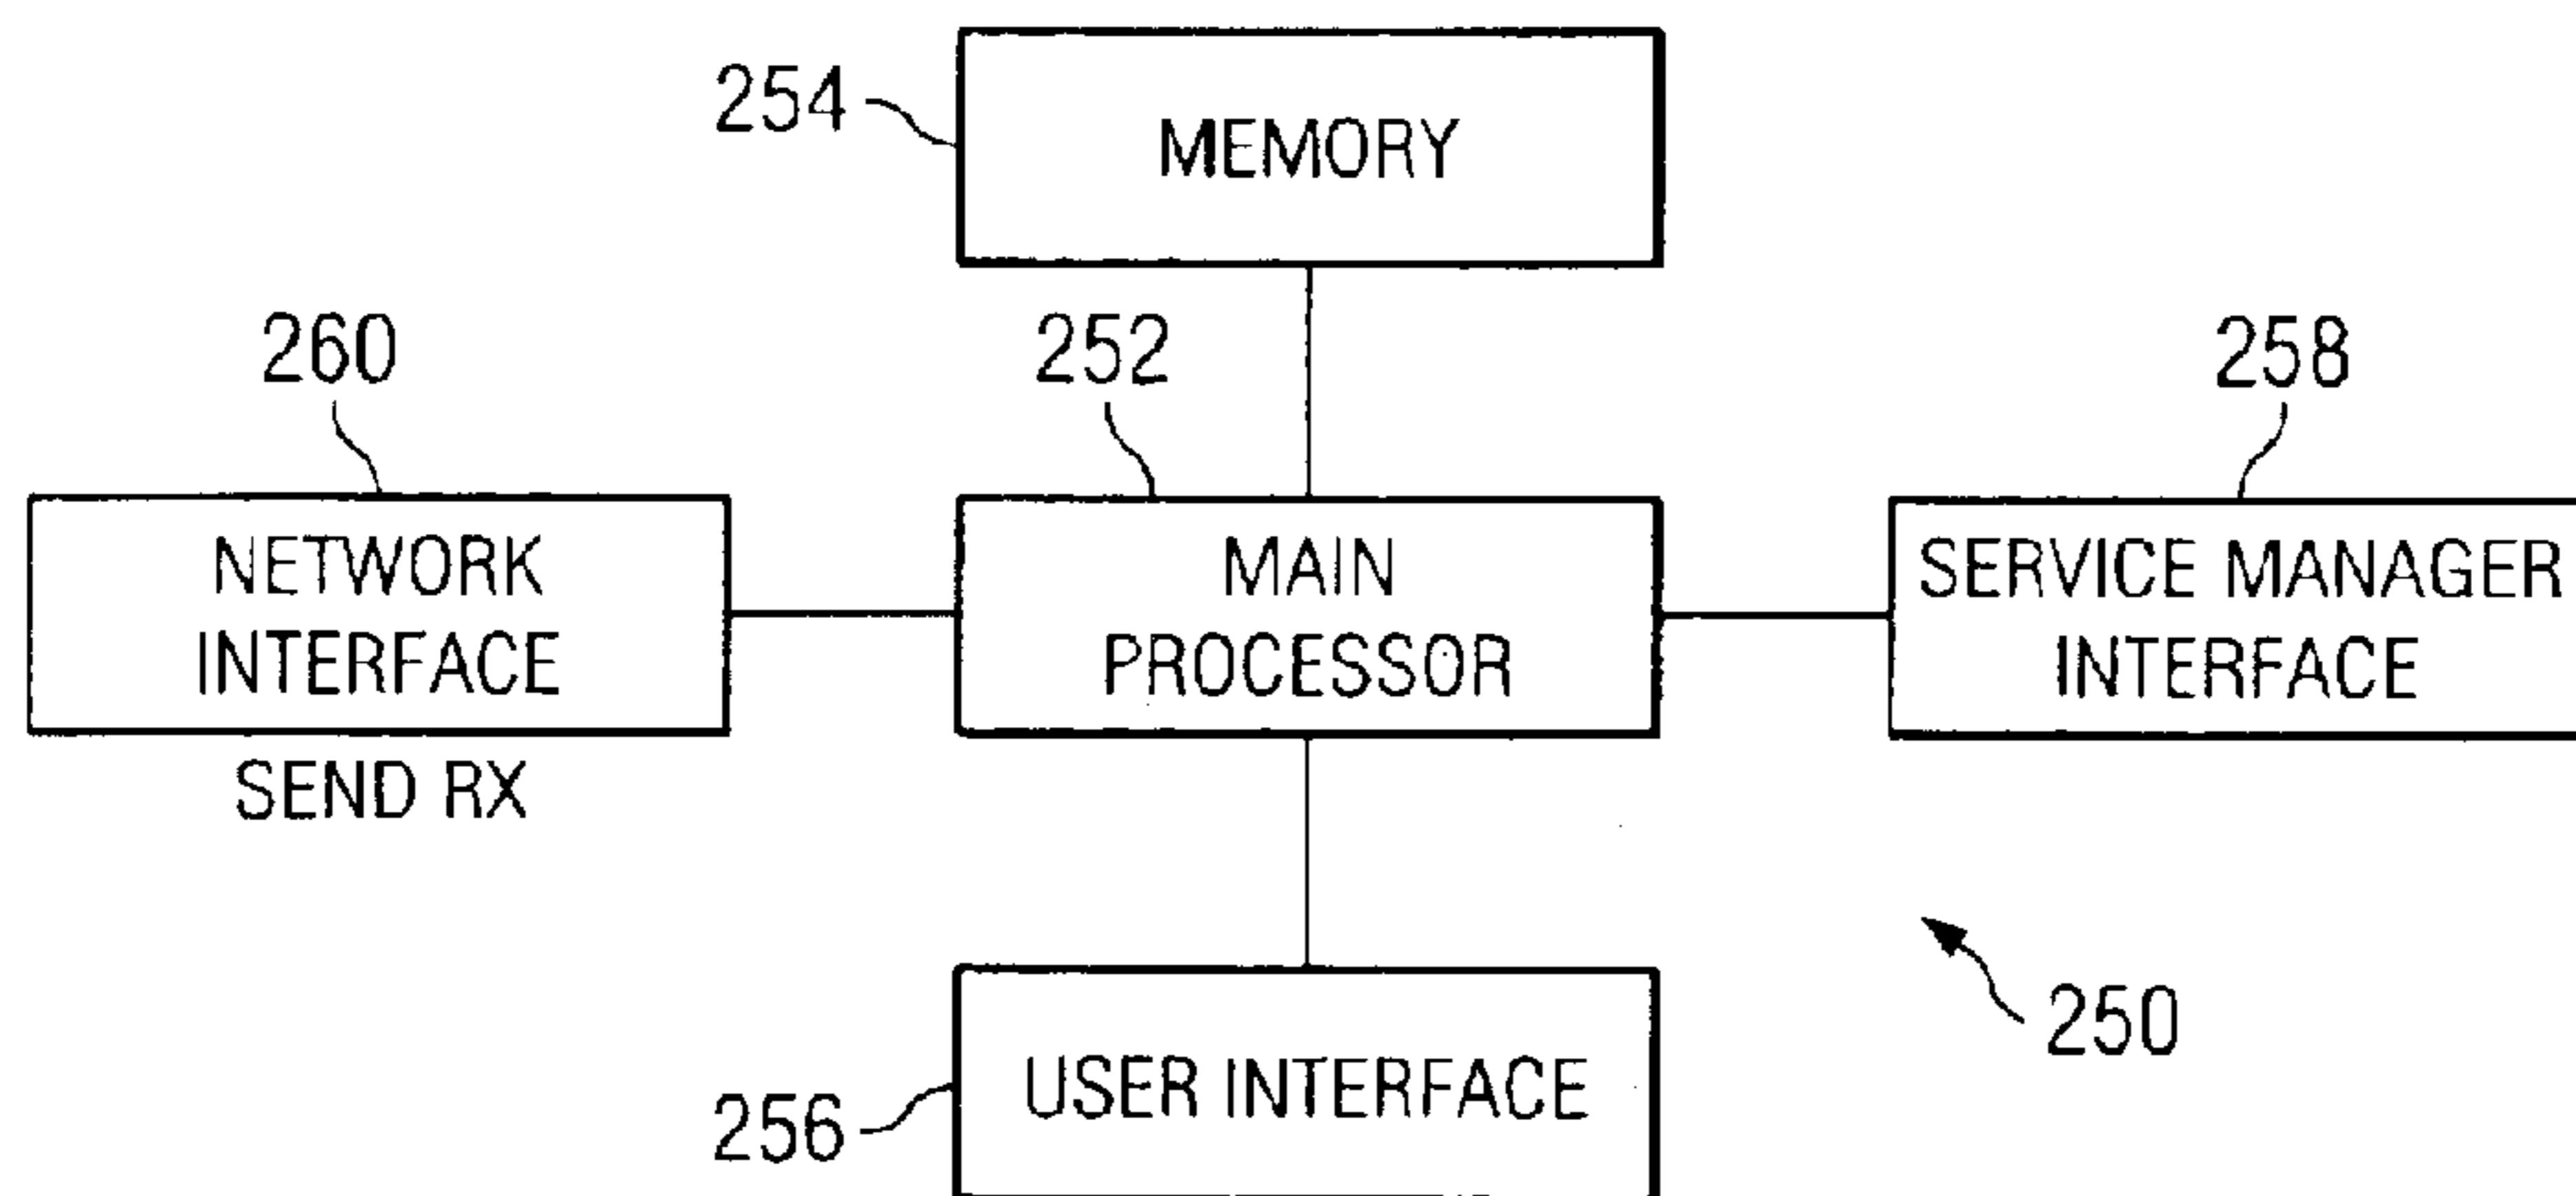 254
MEMORY
260
252
258
NETWORK
INTERFACE
MAIN
PROCESSOR
SERVICE MANAGER
INTERFACE
SEND RX
250
256
USER INTERFACE